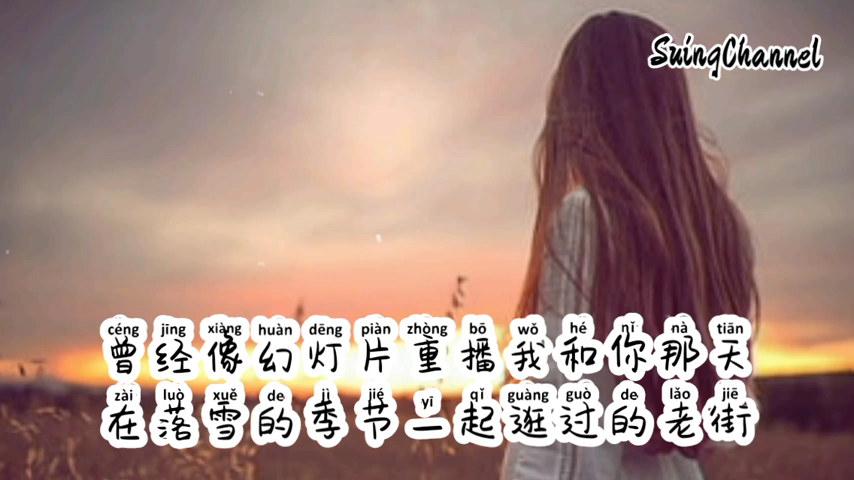 SuingChannel
céng jīng xiàng huàn dēng piàn zhòng bō wǒ hé nǐ nà tiān
曾经像幻灯片重播我和你那天
zài luò xuě de jì jié yī qǐ guàng guò de lǎo jiē
在落雪的季节一起逛过的老街